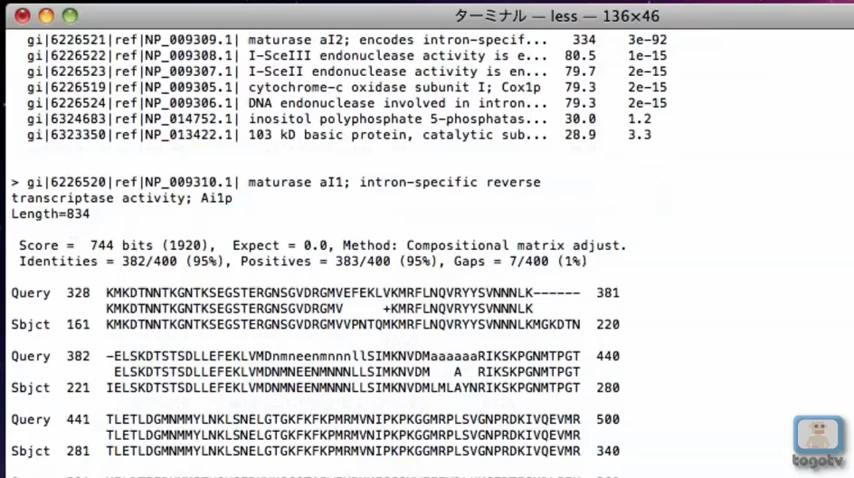 ターミナル — less — 136×46
gi|6226521|ref|NP_009309.1| maturase aI2; encodes intron-specif... 334 3e-92
gi|6226522|ref|NP_009308.1| I-SceIII endonuclease activity is e... 80.5 1e-15
gi|6226523|ref|NP_009307.1| I-SceII endonuclease activity is en... 79.7 2e-15
gi|6226519|ref|NP_009305.1| cytochrome-c oxidase subunit I; Cox1p 79.3 2e-15
gi|6226524|ref|NP_009306.1| DNA endonuclease involved in intron... 79.3 2e-15
gi|6324683|ref|NP_014752.1| inositol polyphosphate 5-phosphatas... 30.0 1.2
gi|6323350|ref|NP_013422.1| 103 kD basic protein, catalytic sub... 28.9 3.3
> gi|6226520|ref|NP_009310.1| maturase aI1; intron-specific reverse
transcriptase activity; Ai1p
Length=834
Score = 744 bits (1920), Expect = 0.0, Method: Compositional matrix adjust.
Identities = 382/400 (95%), Positives = 383/400 (95%), Gaps = 7/400 (1%)
Query 328 KMKDTNNTKGNTKSEGSTERGNSGVDRGMVEFEKLVKMRFLNQVRYYSVNNNLK------ 381
KMKDTNNTKGNTKSEGSTERGNSGVDRGMV +KMRFLNQVRYYSVNNNLK
Sbjct 161 KMKDTNNTKGNTKSEGSTERGNSGVDRGMVVPNTQMKMRFLNQVRYYSVNNNLKMGKDTN 220
Query 382 -ELSKDTSTSDLLEFEKLVMDnmneenmnnnllSIMKNVDMaaaaaaRIKSKPGNMTPGT 440
ELSKDTSTSDLLEFEKLVMDNMNEENMNNNLLSIMKNVDM A RIKSKPGNMTPGT
Sbjct 221 IELSKDTSTSDLLEFEKLVMDNMNEENMNNNLLSIMKNVDMLMLAYNRIKSKPGNMTPGT 280
Query 441 TLETLDGMNMMYLNKLSNELGTGKFKFKPMRMVNIPKPKGGMRPLSVGNPRDKIVQEVMR 500
TLETLDGMNMMYLNKLSNELGTGKFKFKPMRMVNIPKPKGGMRPLSVGNPRDKIVQEVMR
Sbjct 281 TLETLDGMNMMYLNKLSNELGTGKFKFKPMRMVNIPKPKGGMRPLSVGNPRDKIVQEVMR 340
togotv